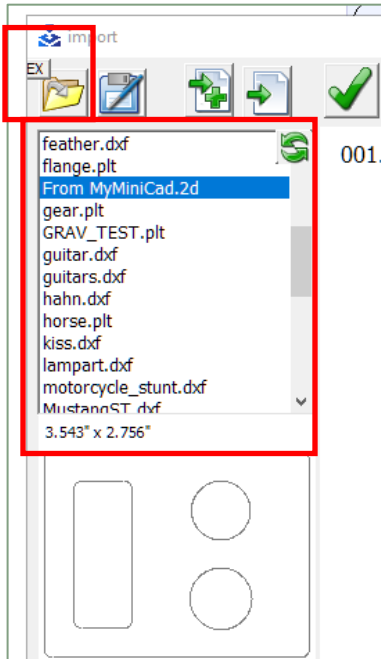 import
EX
001.
feather.dxf
flange.plt
From MyMiniCad.2d
gear.plt
GRAV_TEST.plt
guitar.dxf
guitars.dxf
hahn.dxf
horse.plt
kiss.dxf
lampart.dxf
motorcycle_stunt.dxf
MustangST.dxf
3.543" x 2.756"